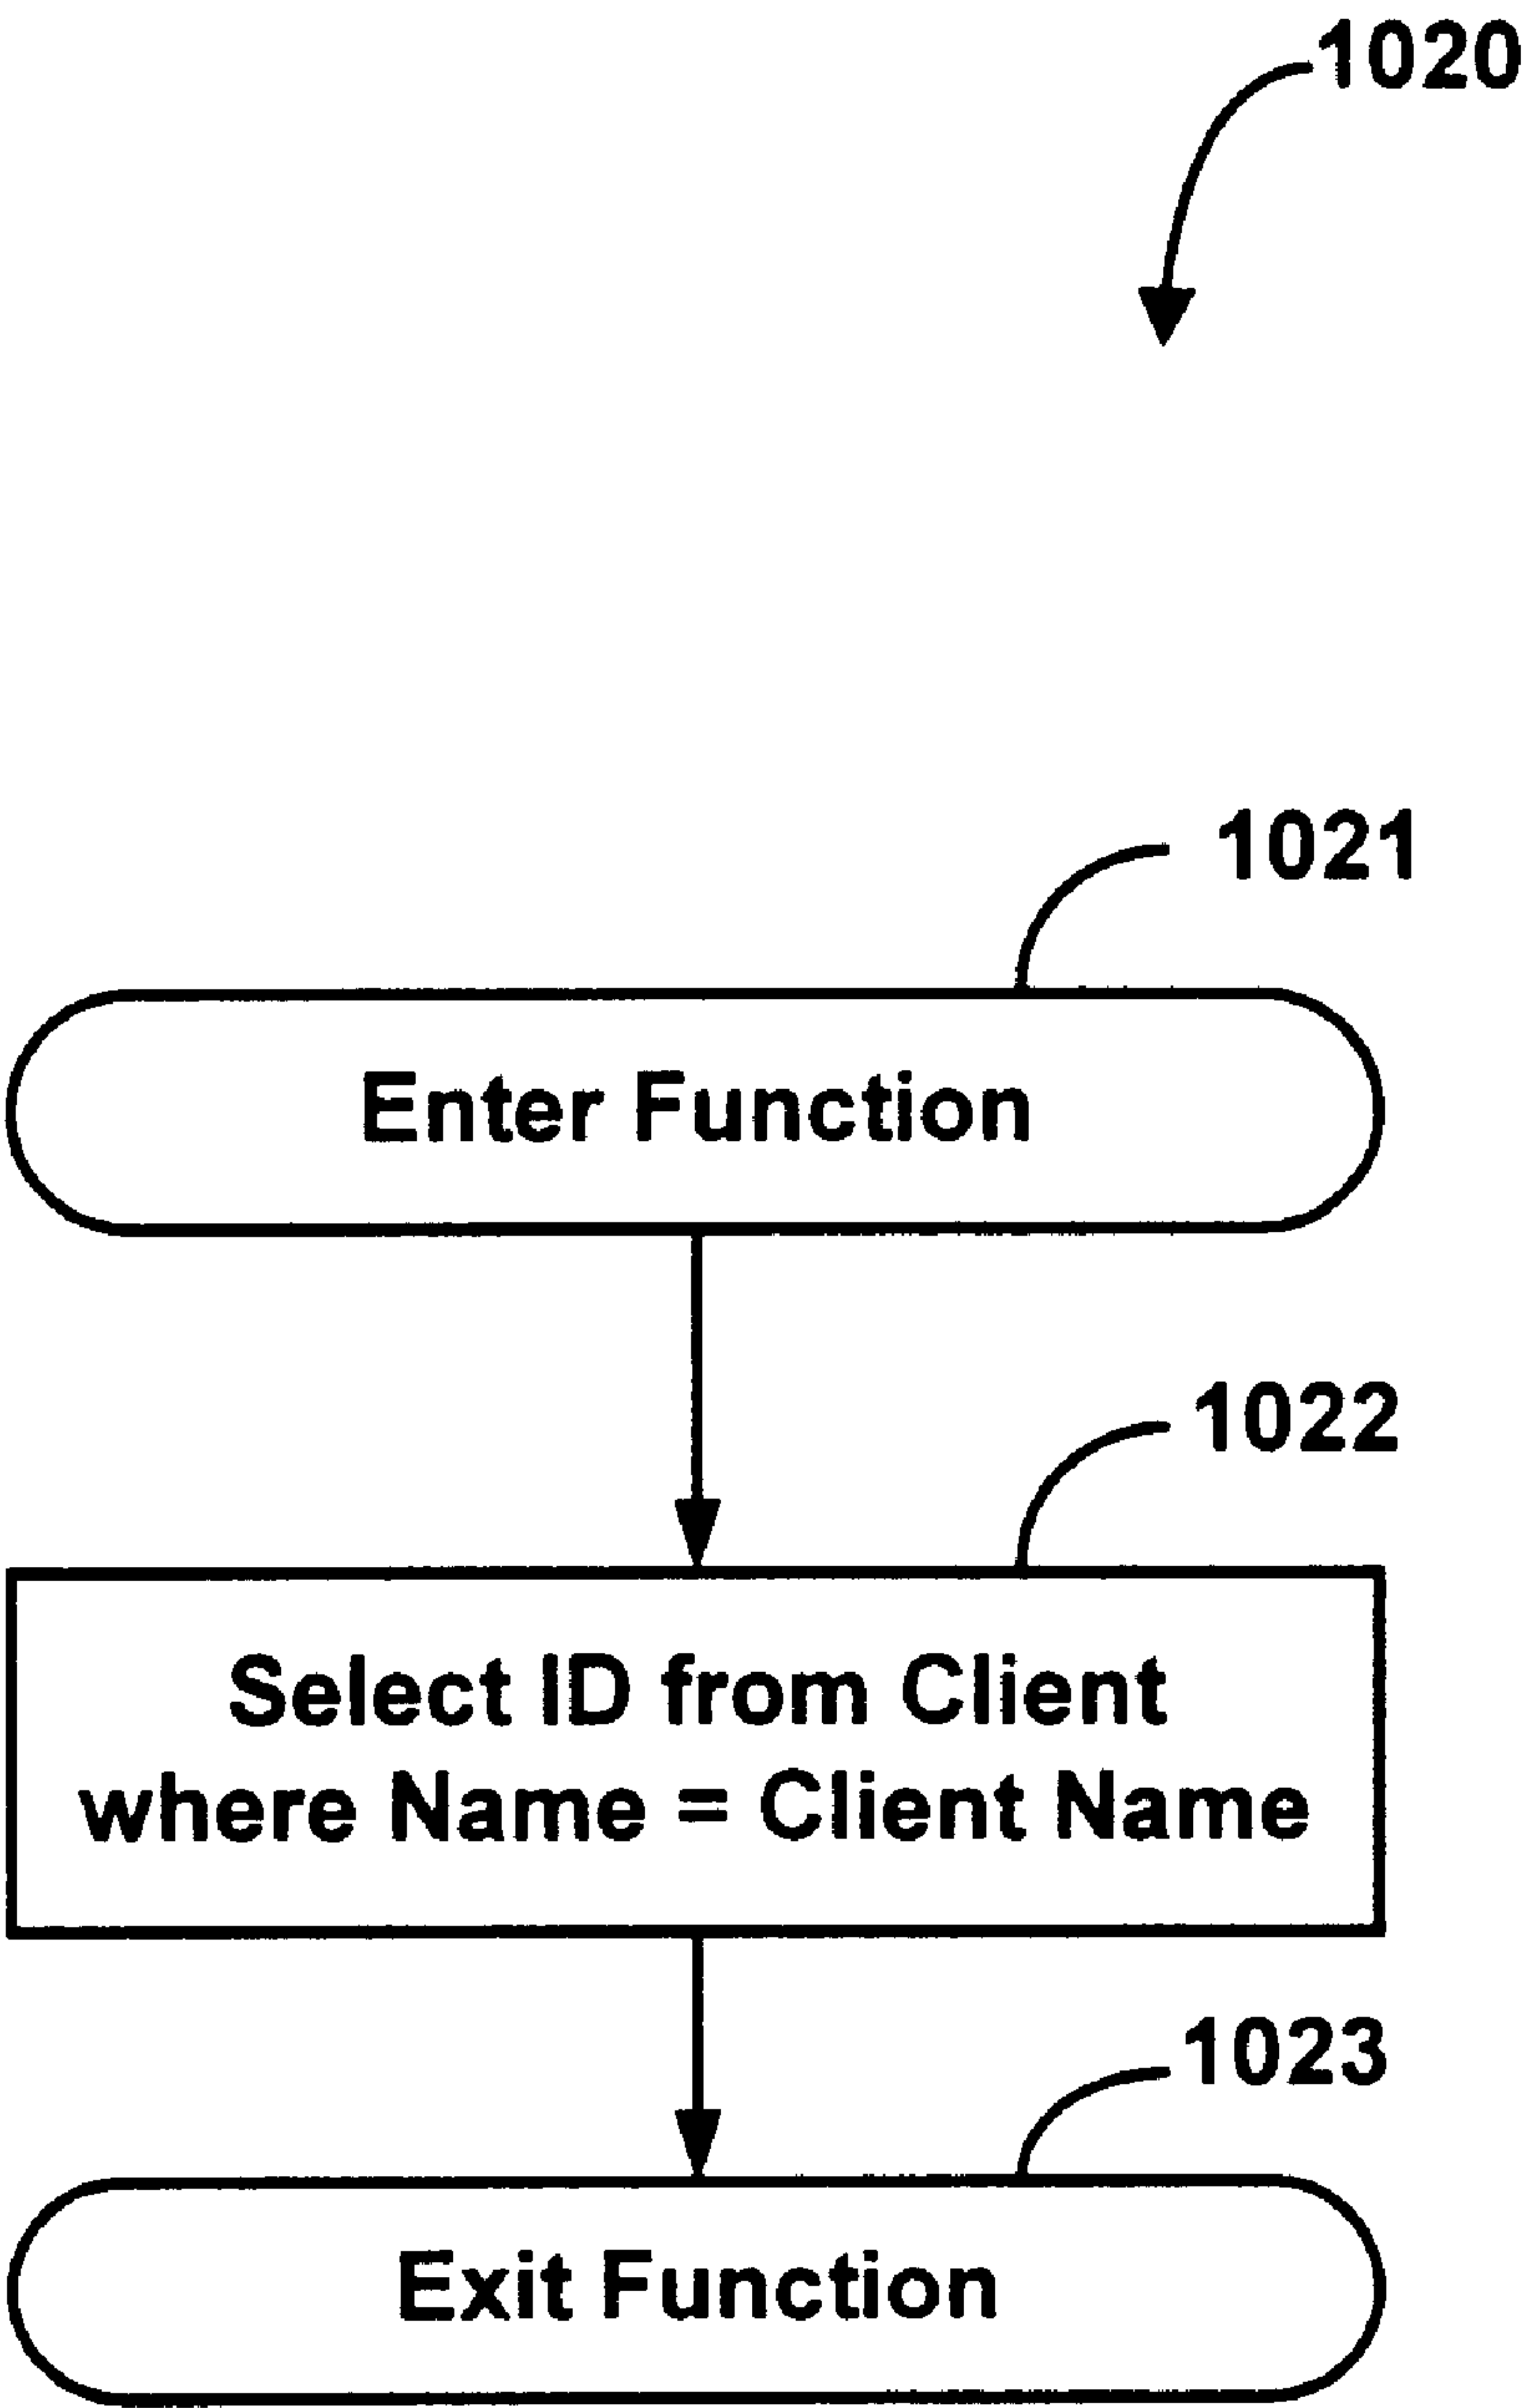 1020
1021
Enter Function
1022
Select ID from Client
where Name = Client Name
1023
Exit Function